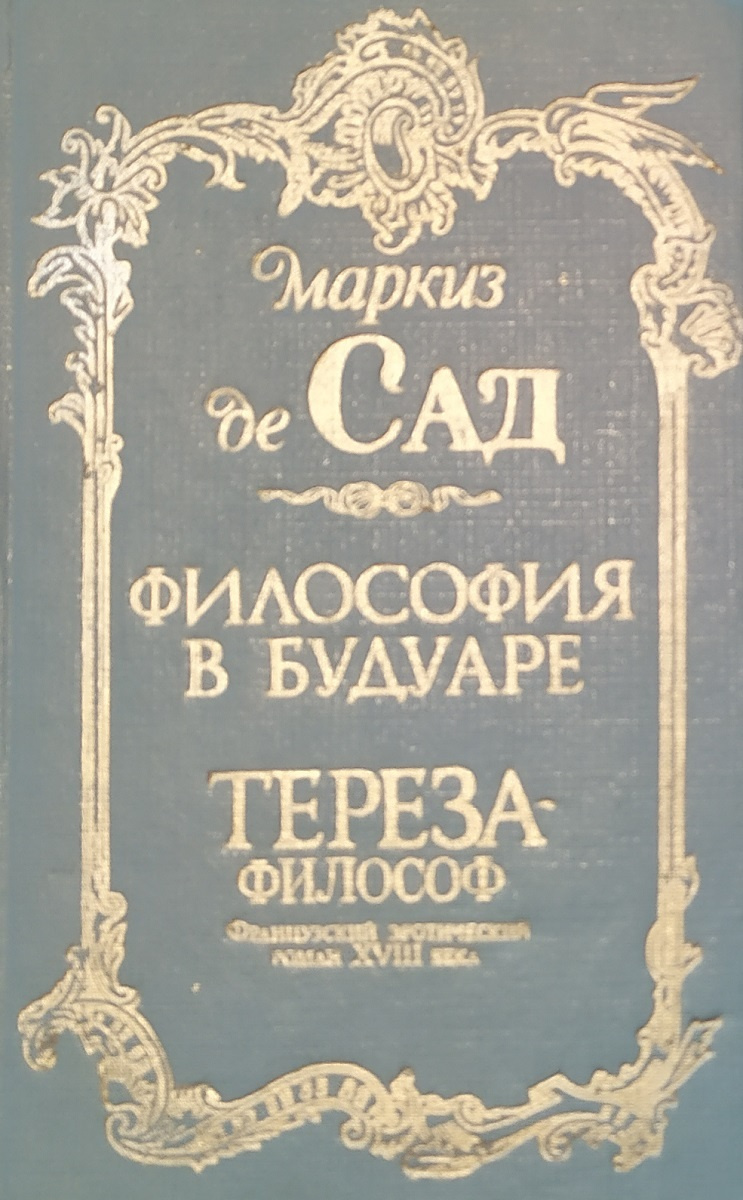 Маркиз
де САД
ФИЛОСОФИЯ
В БУДУАРЕ
ТЕРЕЗА-
ФИЛОСОФ
Французский эротический
роман XVIII века